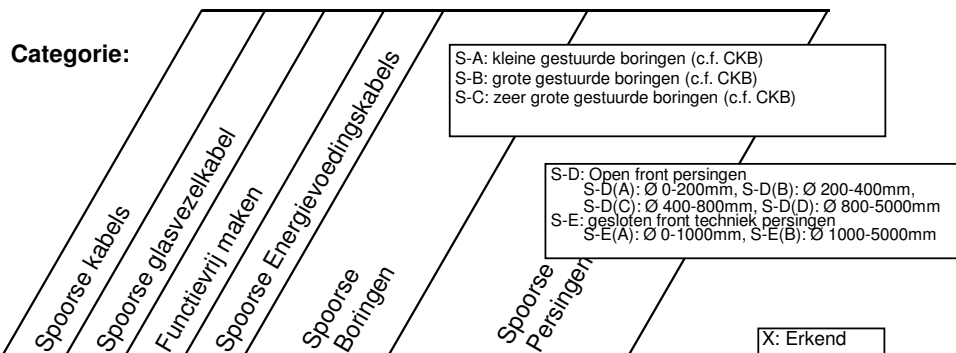 Categorie:
S-A: kleine gestuurde boringen (c.f. CKB)
S-B: grote gestuurde boringen (c.f. CKB)
S-C: zeer grote gestuurde boringen (c.f. CKB)
S-D: Open front persingen
S-D(A): Ø 0-200mm, S-D(B): Ø 200-400mm,
S-D(C): Ø 400-800mm, S-D(D): Ø 800-5000mm
S-E: gesloten front techniek persingen
S-E(A): Ø 0-1000mm, S-E(B): Ø 1000-5000mm
Spoorse kabels
Spoorse glasvezelkabel
Functievrij maken
Spoorse Energievoedingskabels
Spoorse
Boringen
Spoorse
Persingen
X: Erkend